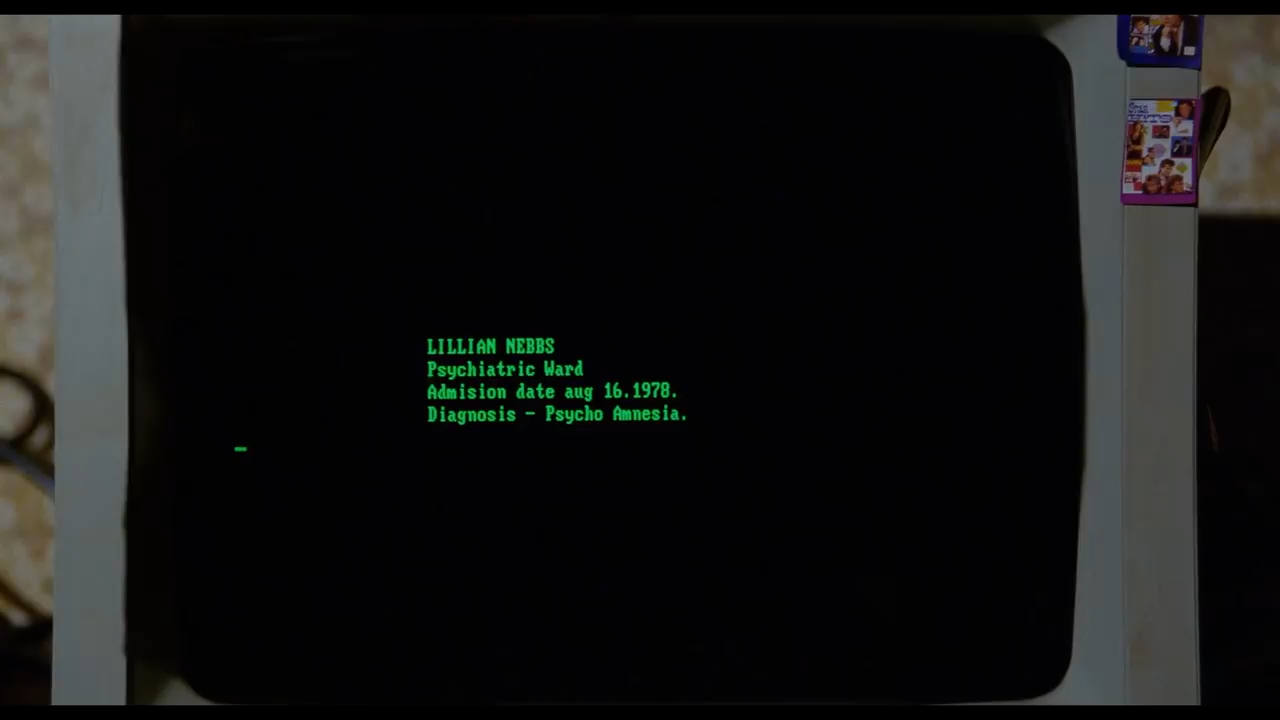 LILLIAN NEBBS
Psychiatric Ward
Admision date aug 16.1978.
Diagnosis - Psycho Amnesia.